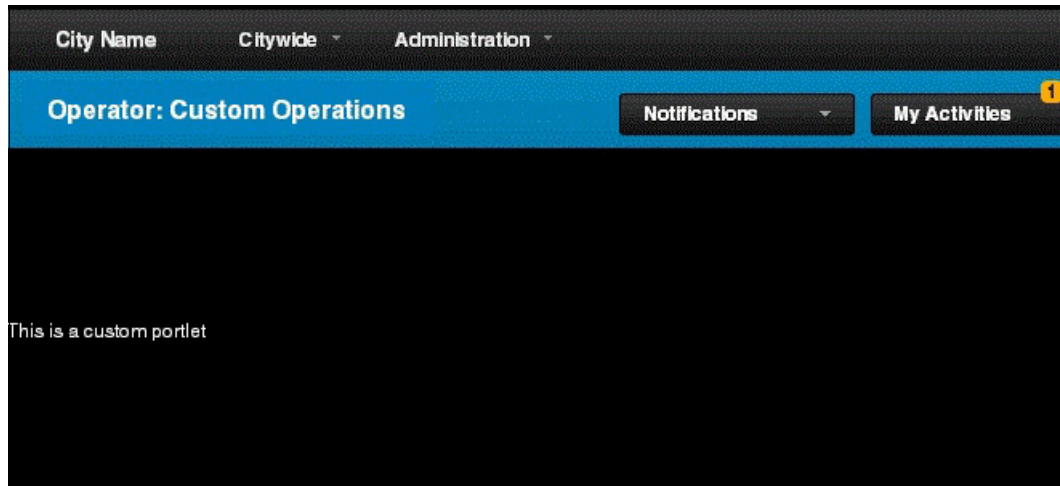 City Name Citywide Administration
Operator: Custom Operations Notifications My Activities 1
This is a custom portlet